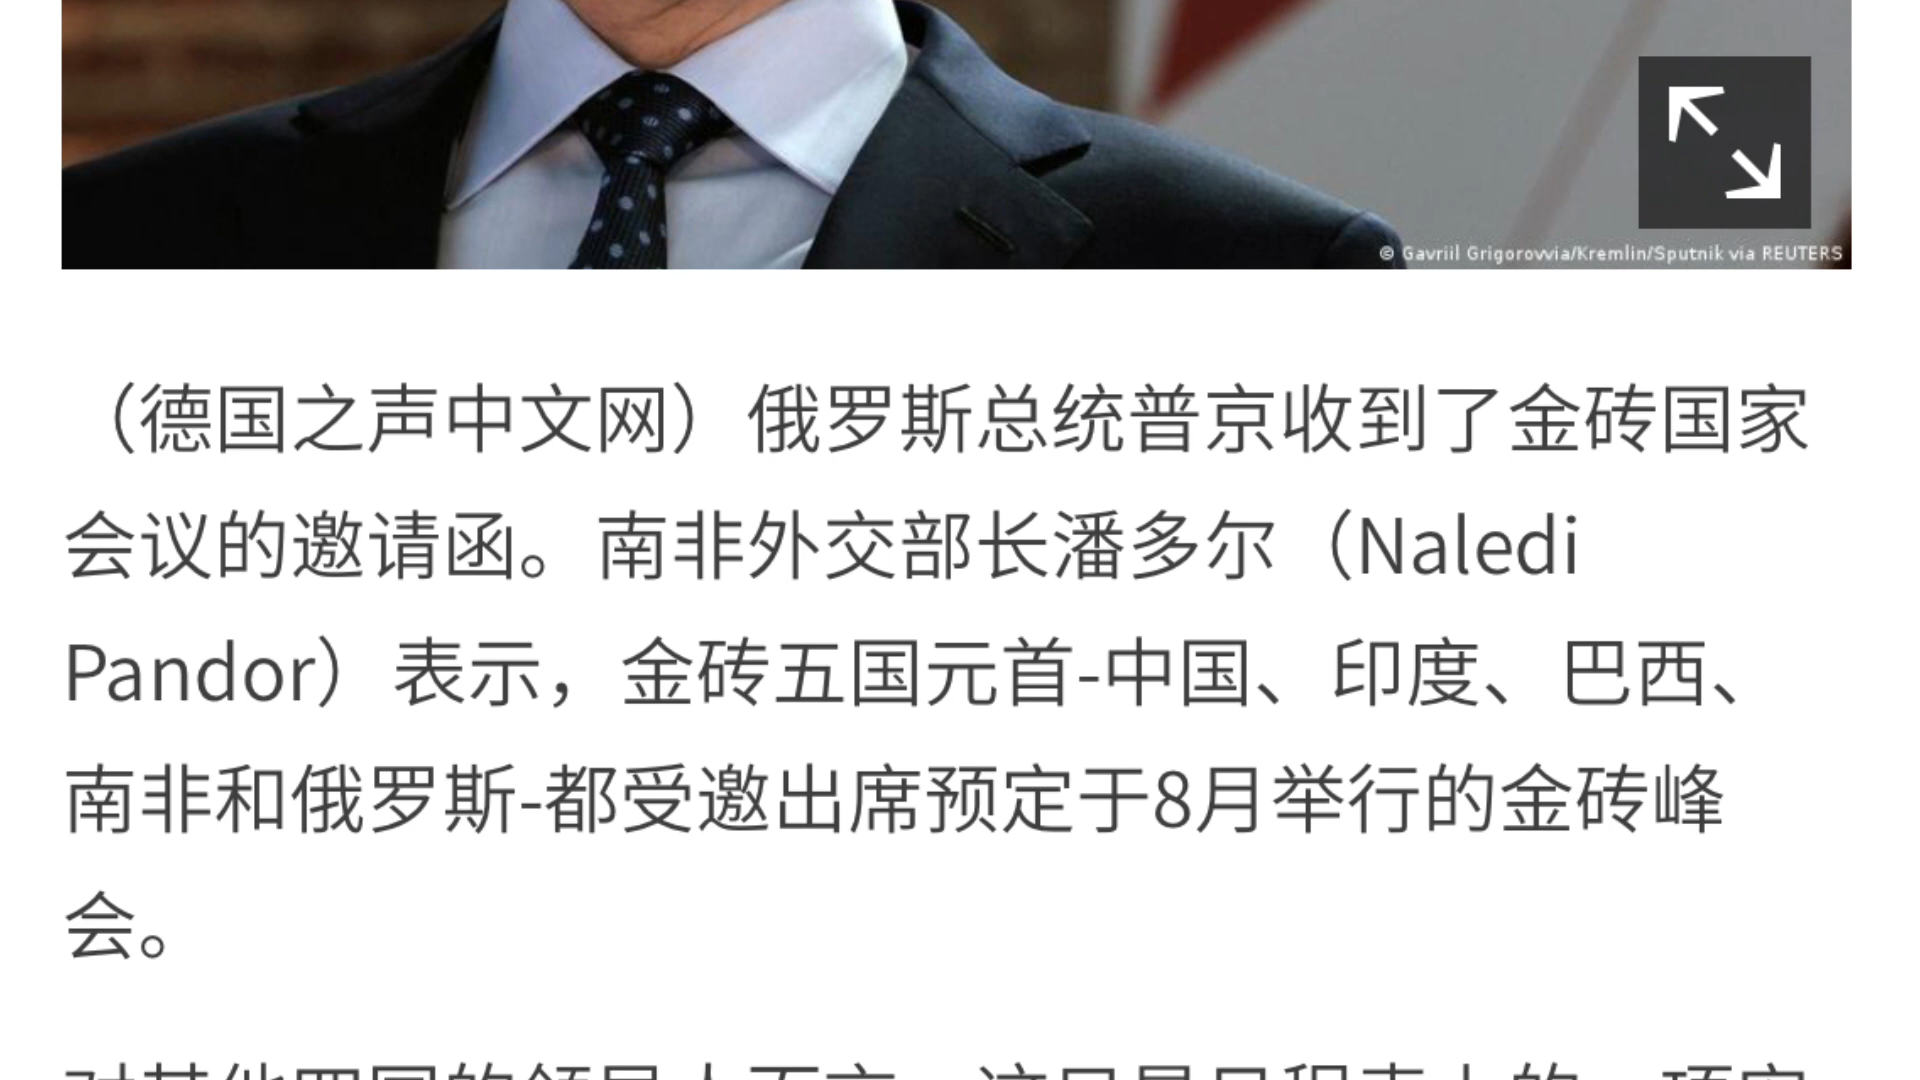 © Gavriil Grigorovvia/Kremlin/Sputnik via REUTERS
（德国之声中文网）俄罗斯总统普京收到了金砖国家
会议的邀请函。南非外交部长潘多尔（Naledi
Pandor）表示，金砖五国元首-中国、印度、巴西、
南非和俄罗斯-都受邀出席预定于8月举行的金砖峰
会。